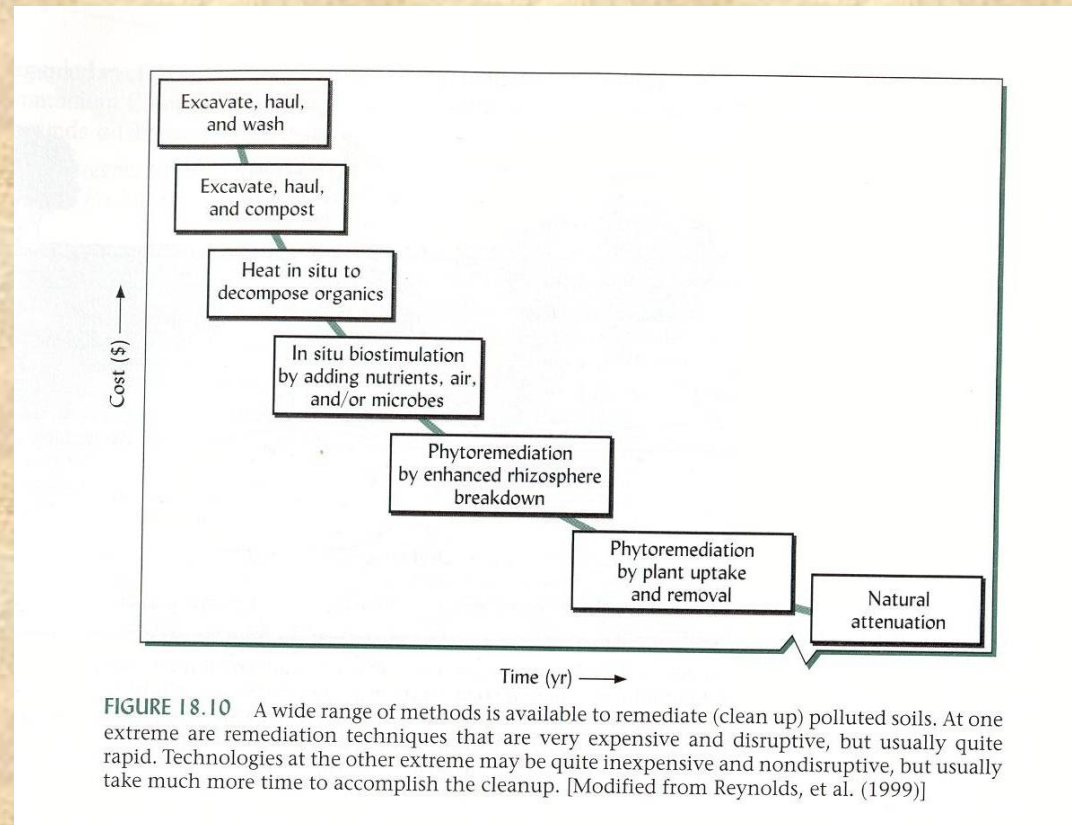 Excavate, haul,
and wash
Excavate, haul,
and compost
Heat in situ to
decompose organics
In situ biostimulation
by adding nutrients, air,
and/or microbes
Phytoremediation
by enhanced rhizosphere
breakdown
Phytoremediation
by plant uptake
and removal
Natural
attenuation
Cost ($) →
Time (yr) →
FIGURE 18.10 A wide range of methods is available to remediate (clean up) polluted soils. At one
extreme are remediation techniques that are very expensive and disruptive, but usually quite
rapid. Technologies at the other extreme may be quite inexpensive and nondisruptive, but usually
take much more time to accomplish the cleanup. [Modified from Reynolds, et al. (1999)]